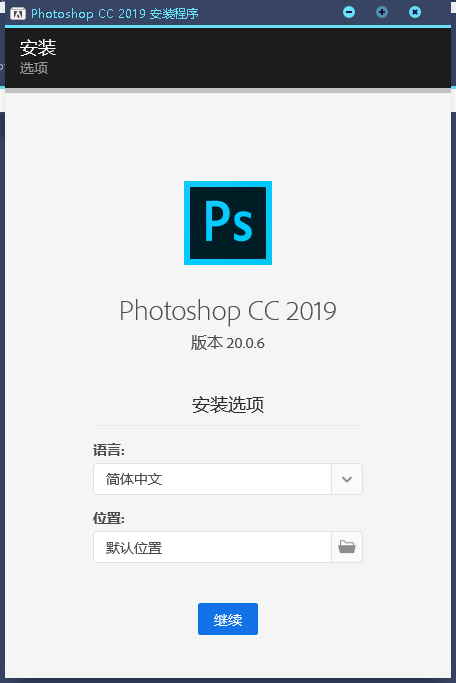 Photoshop CC 2019 安装程序
安装
选项
Ps
Photoshop CC 2019
版本 20.0.6
安装选项
语言:
简体中文
位置:
默认位置
继续